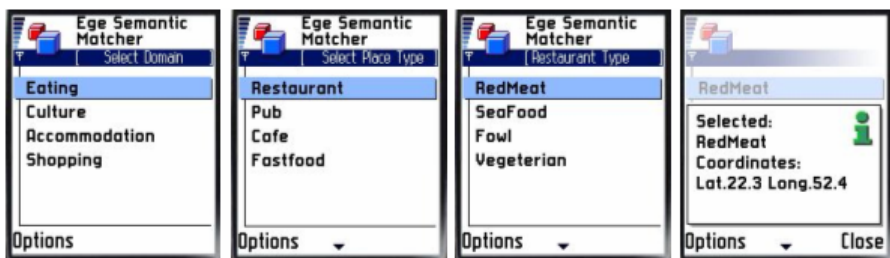 Ege Semantic
Matcher
[ Select Domain ]
Eating
Culture
Accommodation
Shopping
Options
Ege Semantic
Matcher
[ Select Place Type ]
Restaurant
Pub
Cafe
Fastfood
Options
Ege Semantic
Matcher
[Restaurant Type ]
RedMeat
SeaFood
Fowl
Vegeterian
Options
RedMeat
Selected:
RedMeat
Coordinates:
Lat.22.3 Long.52.4
Options
Close